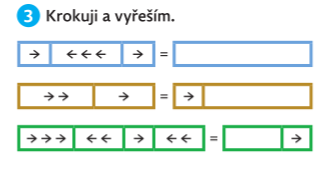 3 Krokuji a vyřeším.
→ | ← ← ← | → =
→ → | → = →
→ → → | ← ← | → | ← ← = | →